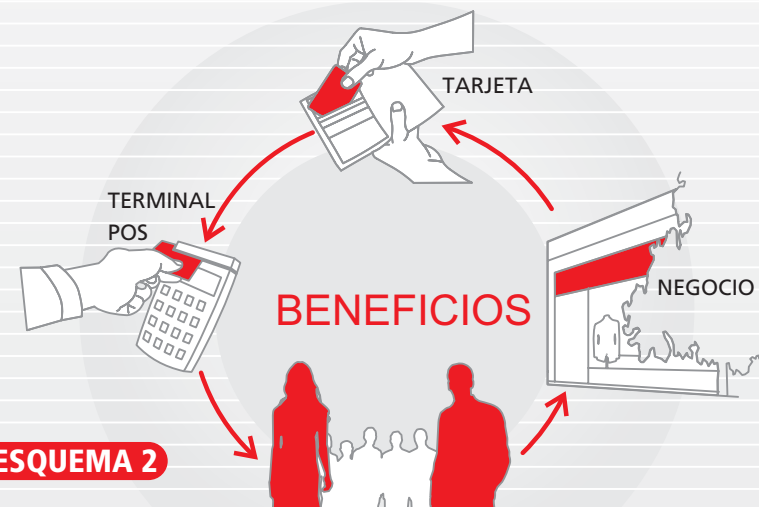 TARJETA
TERMINAL
POS
NEGOCIO
BENEFICIOS
ESQUEMA 2